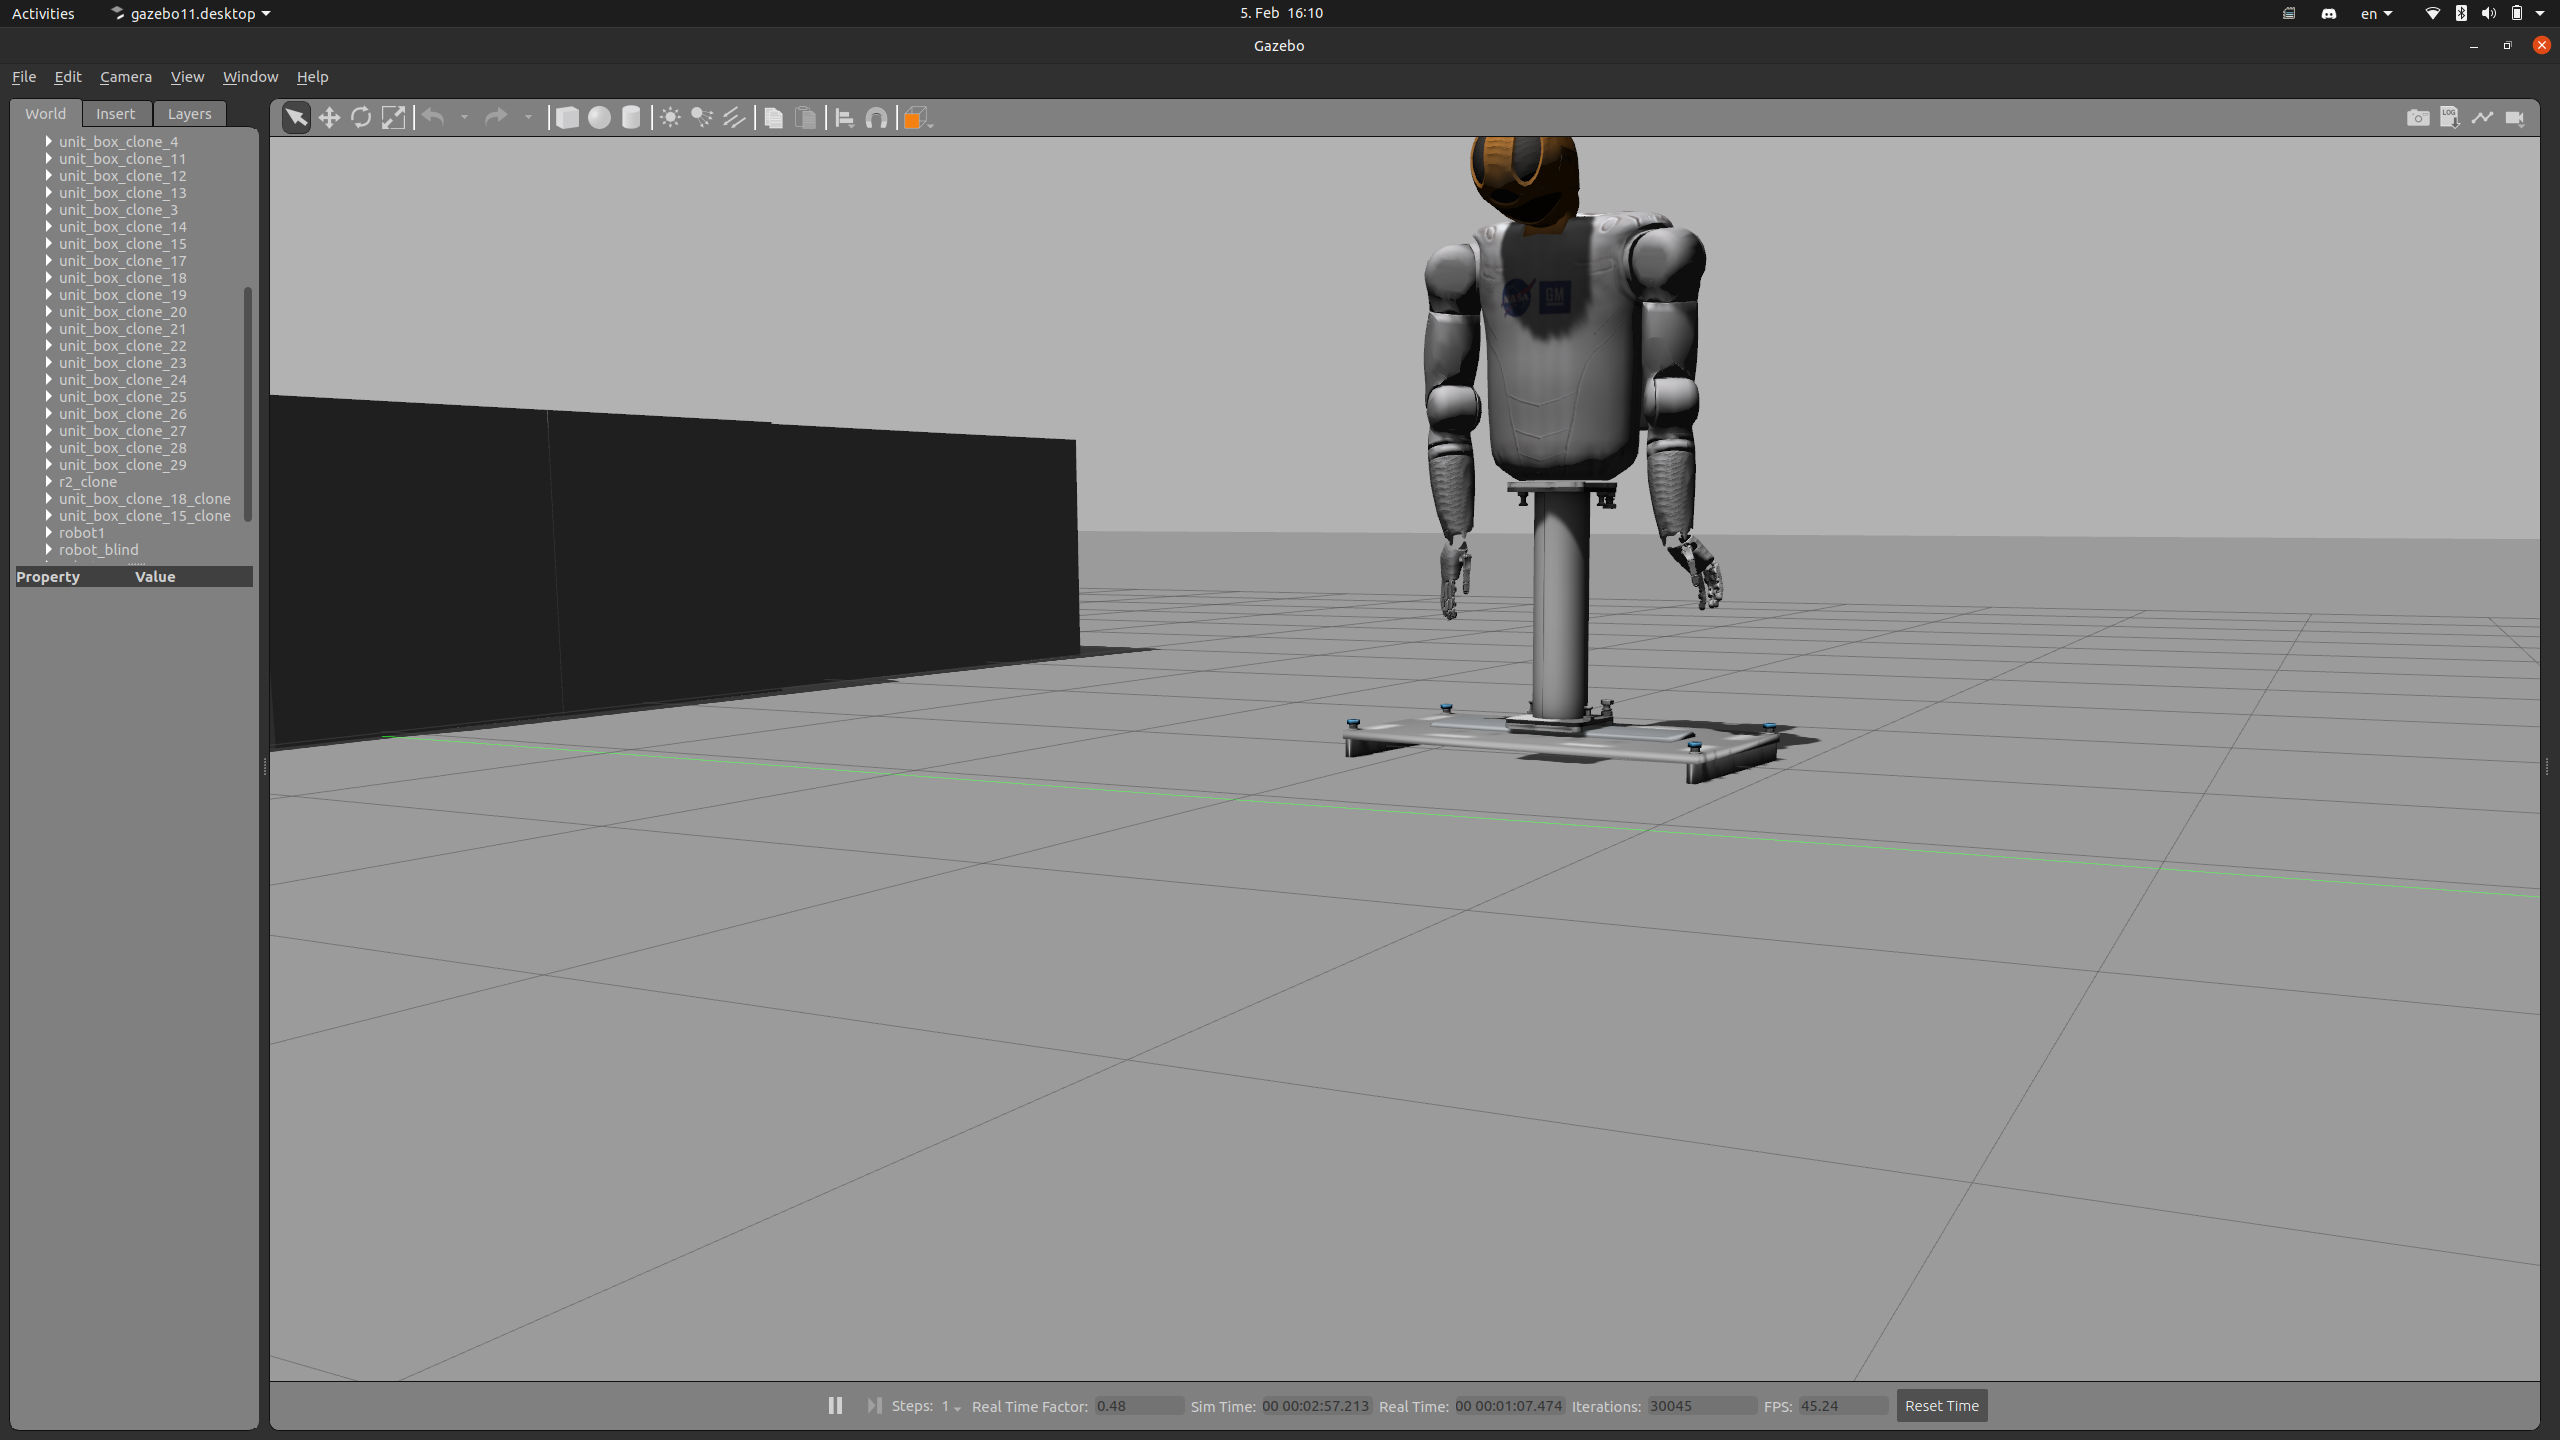 Activities gazebo11.desktop 5. Feb 16:10 en
Gazebo
File Edit Camera View Window Help
World Insert Layers
LOG
unit_box_clone_4
unit_box_clone_11
unit_box_clone_12
unit_box_clone_13
unit_box_clone_3
unit_box_clone_14
unit_box_clone_15
unit_box_clone_17
unit_box_clone_18
unit_box_clone_19
unit_box_clone_20
unit_box_clone_21
unit_box_clone_22
unit_box_clone_23
unit_box_clone_24
unit_box_clone_25
unit_box_clone_26
unit_box_clone_27
unit_box_clone_28
unit_box_clone_29
r2_clone
unit_box_clone_18_clone
unit_box_clone_15_clone
robot1
robot_blind
Property Value
NASA GM
Steps: 1 Real Time Factor: 0.48 Sim Time: 00 00:02:57.213 Real Time: 00 00:01:07.474 Iterations: 30045 FPS: 45.24 Reset Time